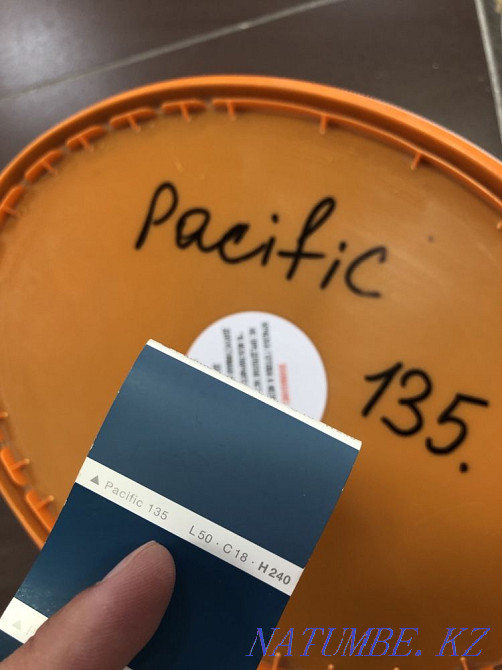 Pacific
135.
▲ Pacific 135 L50 · C18 · H240
NATUMBE. KZ